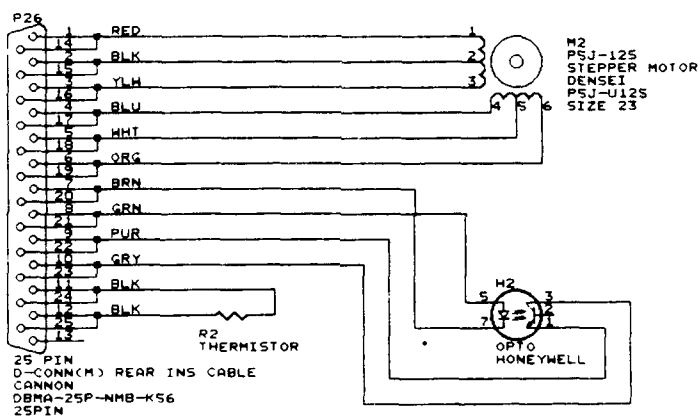 P26
1 RED
14
2 BLK
15
3 YLH
16
4 BLU
17
5 WHT
18
6 ORG
19
7 BRN
20
8 GRN
21
9 PUR
22
10 GRY
23
11 BLK
24
12 BLK
25
13
1
2
3
4 5 6
M2
PSJ-12S
STEPPER MOTOR
DENSEI
PSJ-U12S
SIZE 23
H2
5
7
3
2
1
OPTO
HONEYWELL
R2
THERMISTOR
25 PIN
D-CONN(M) REAR INS CABLE
CANNON
DBMA-25P-NMB-K56
25PIN